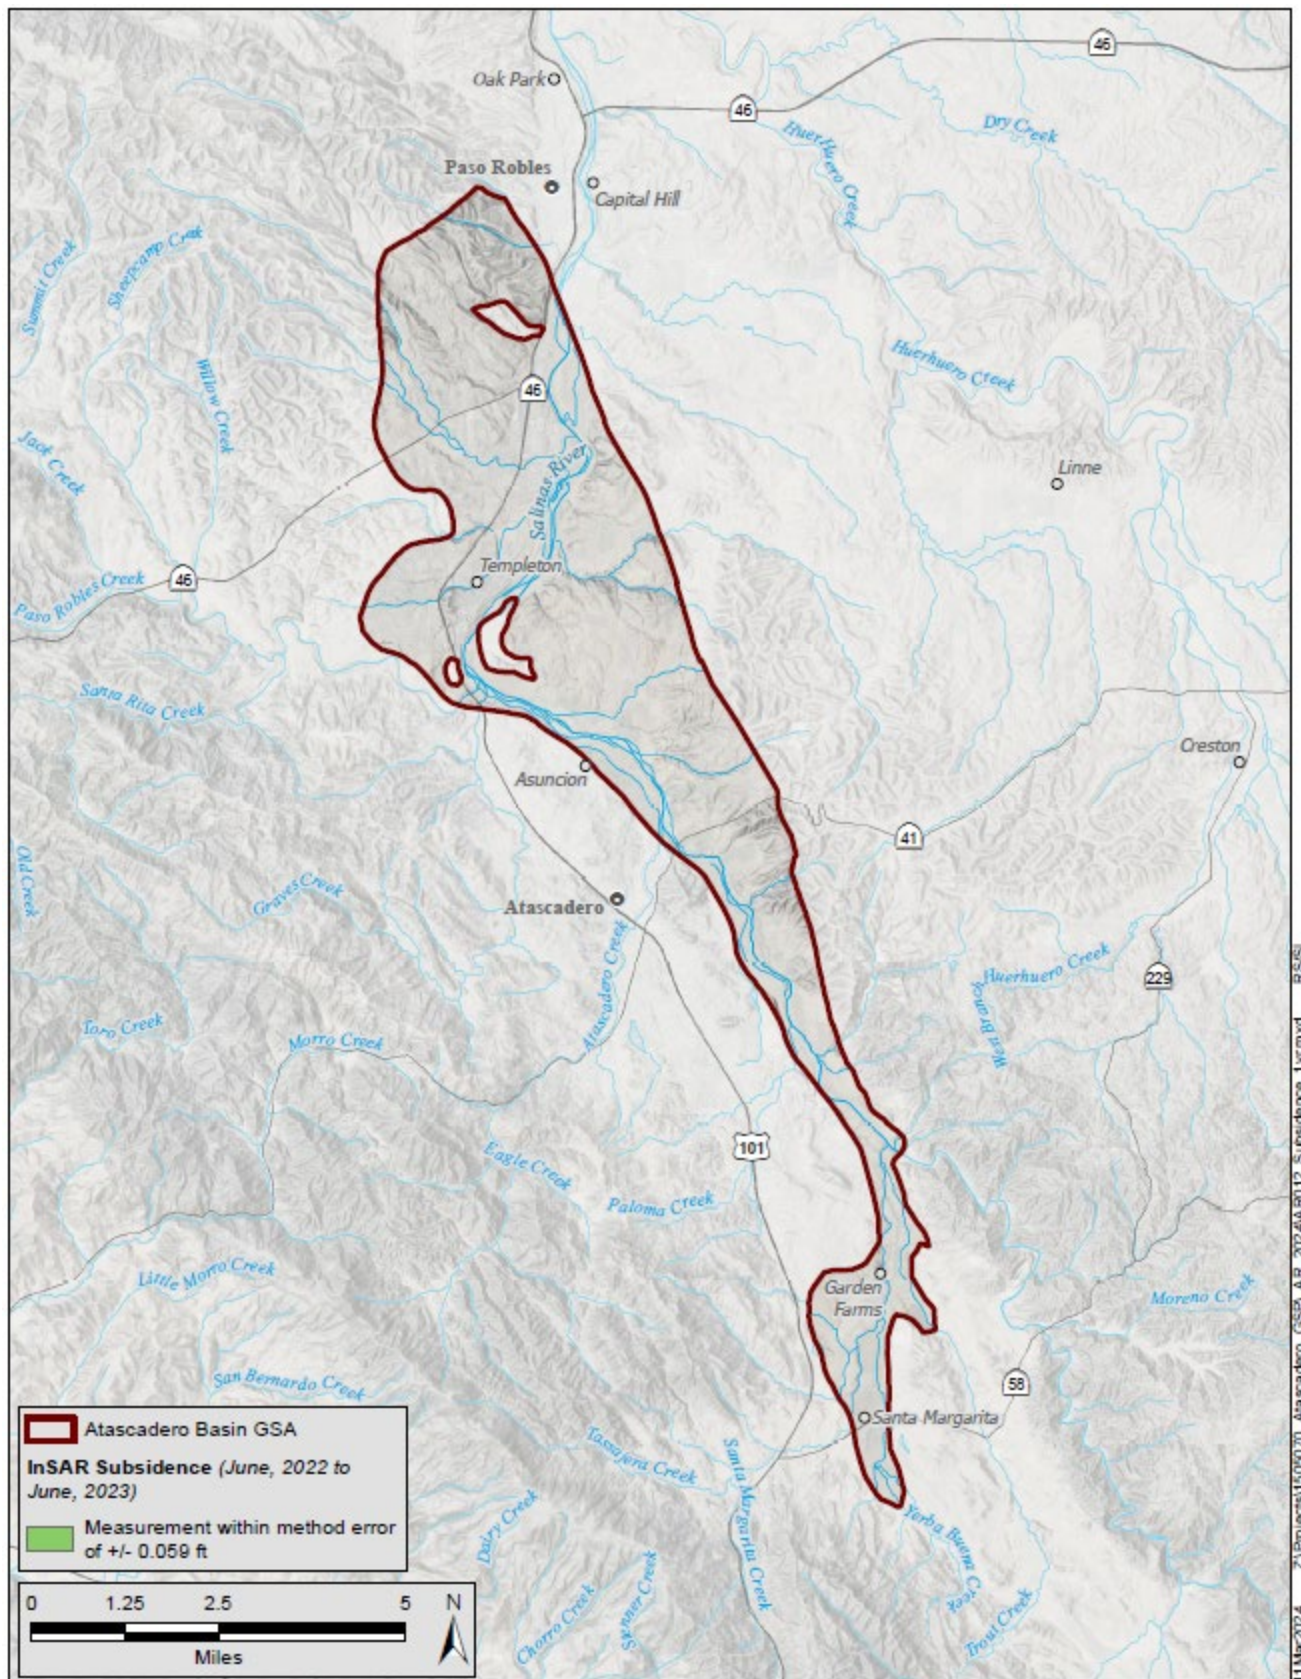 46
Oak Park
46
Dry Creek
HuerHuero Creek
Paso Robles
Capital Hill
Summit Creek
Sheepcamp Creek
Willow Creek
Huerhuero Creek
46
Jack Creek
Linne
Salinas River
Templeton
46
Paso Robles Creek
Santa Rita Creek
Creston
Asuncion
41
Old Creek
Graves Creek
Atascadero
Atascadero Creek
Huerhuero Creek
West Branch
229
Toro Creek
Morro Creek
101
Eagle Creek
Paloma Creek
Little Morro Creek
Garden
Farms
Moreno Creek
San Bernardo Creek
58
Santa Margarita
Tassajera Creek
Santa Margarita Creek
Dairy Creek
Yerba Buena Creek
Chorro Creek
Skinner Creek
Trout Creek
Atascadero Basin GSA
InSAR Subsidence (June, 2022 to
June, 2023)
Measurement within method error
of +/- 0.059 ft
0 1.25 2.5 5
Miles
N